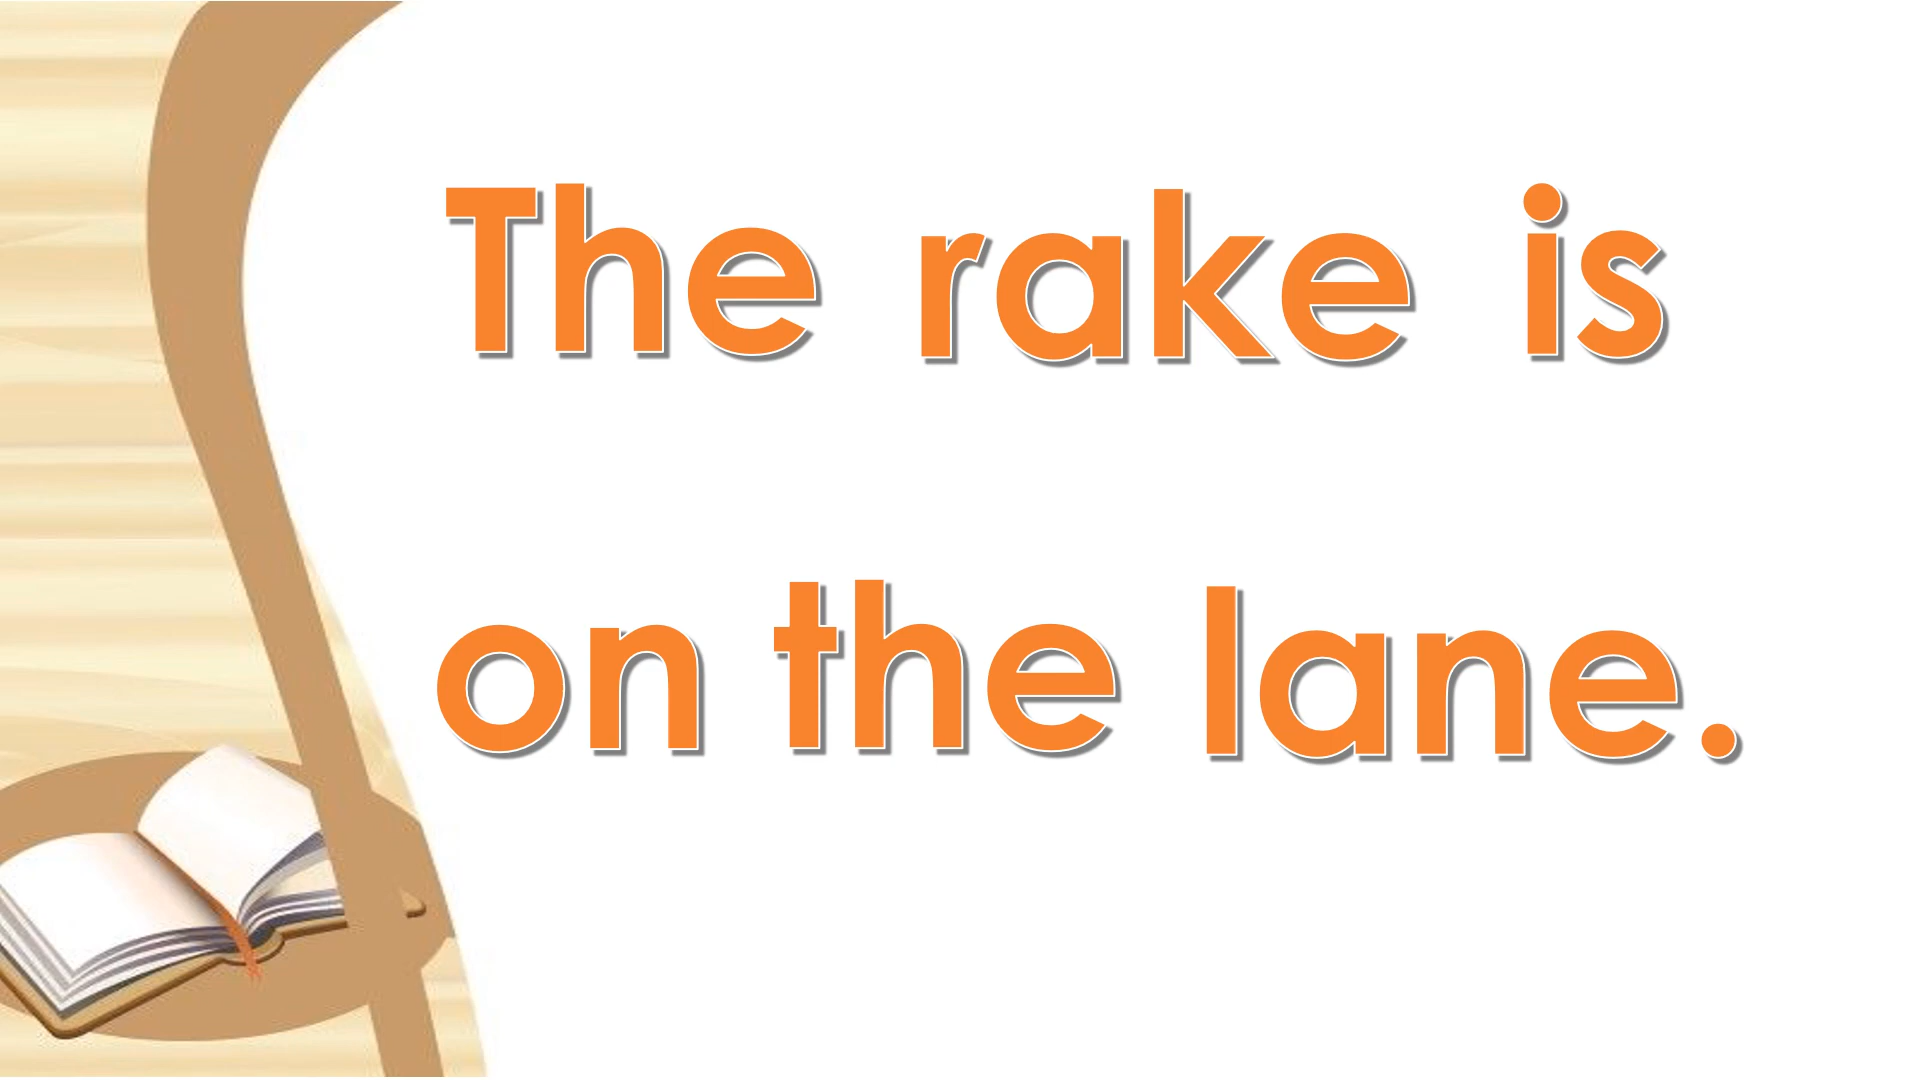 The rake is
on the lane.